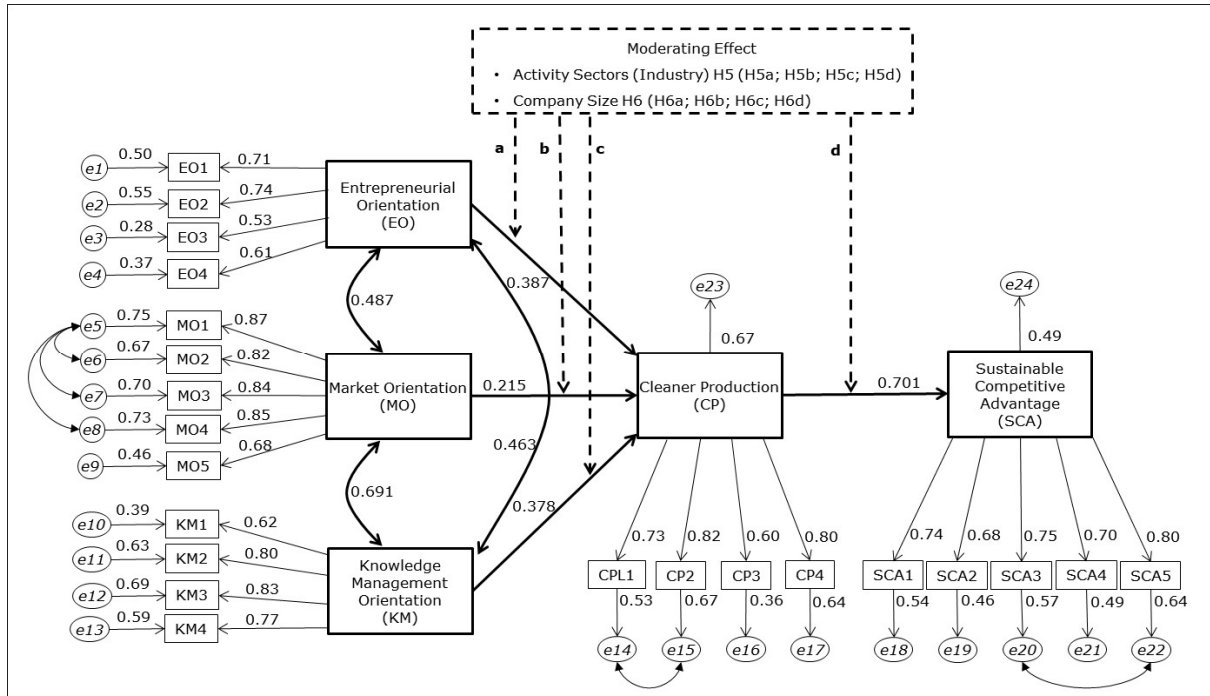 Moderating Effect
• Activity Sectors (Industry) H5 (H5a; H5b; H5c; H5d)
• Company Size H6 (H6a; H6b; H6c; H6d)
a
b
c
d
e1
0.50
EO1
0.71
e2
0.55
EO2
0.74
e3
0.28
EO3
0.53
e4
0.37
EO4
0.61
Entrepreneurial
Orientation
(EO)
0.387
0.487
e5
0.75
MO1
0.87
e6
0.67
MO2
0.82
e7
0.70
MO3
0.84
e8
0.73
MO4
0.85
e9
0.46
MO5
0.68
Market Orientation
(MO)
0.215
0.463
0.691
0.378
e10
0.39
KM1
0.62
e11
0.63
KM2
0.80
e12
0.69
KM3
0.83
e13
0.59
KM4
0.77
Knowledge
Management
Orientation
(KM)
e23
0.67
Cleaner Production
(CP)
0.701
e24
0.49
Sustainable
Competitive
Advantage
(SCA)
0.73
0.82
0.60
0.80
CPL1
CP2
CP3
CP4
0.53
0.67
0.36
0.64
e14
e15
e16
e17
0.74
0.68
0.75
0.70
0.80
SCA1
SCA2
SCA3
SCA4
SCA5
0.54
0.46
0.57
0.49
0.64
e18
e19
e20
e21
e22